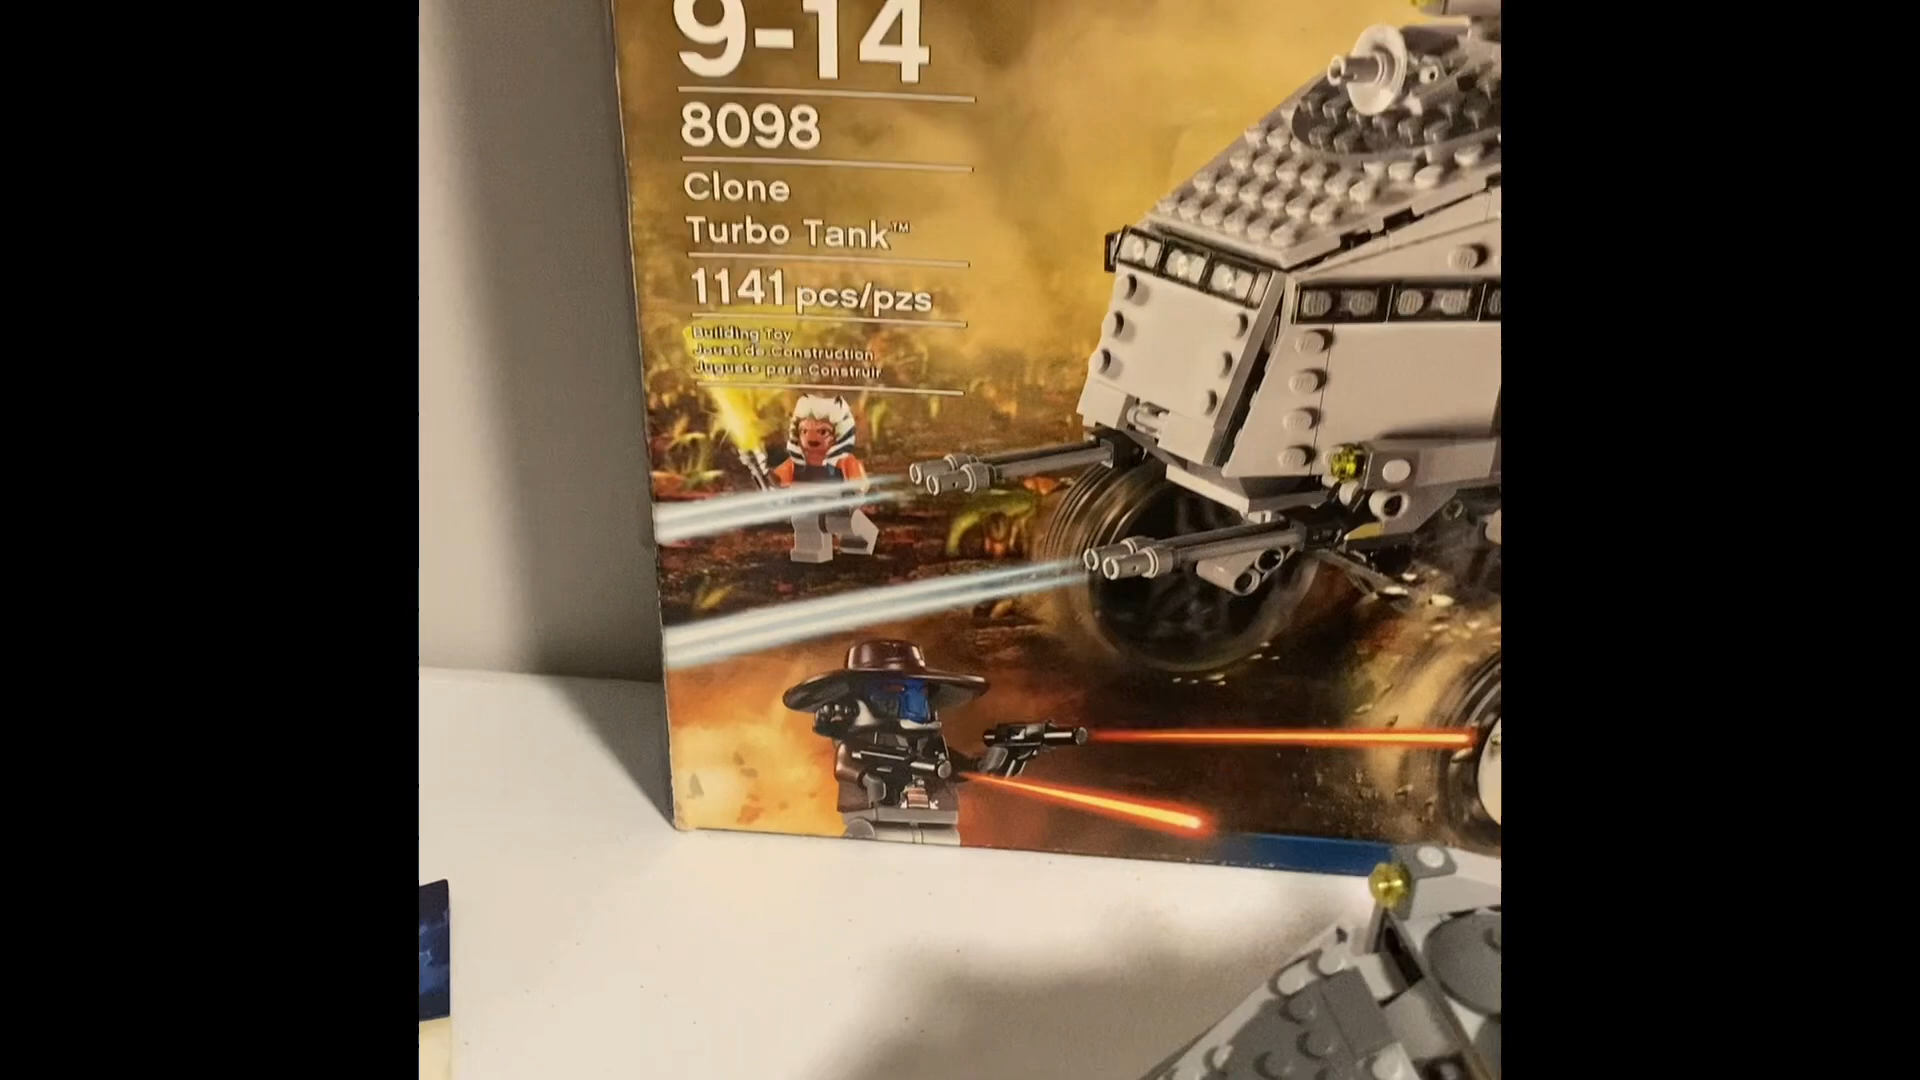 9-14
8098
Clone
Turbo Tank™
1141 pcs/pzs
Building Toy
Jouet de Construction
Juguete para Construir